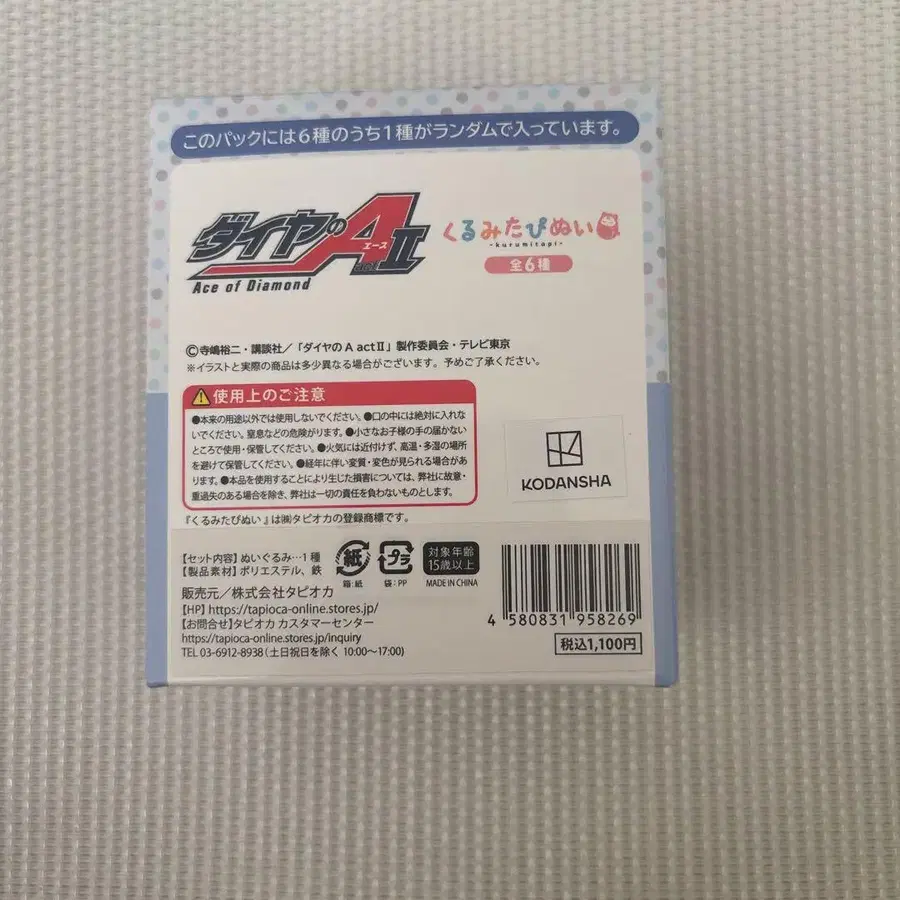 このパックには6種のうち1種がランダムで入っています。
ダイヤのA エース actII
Ace of Diamond
くるみたぴぬい
-kurumitapi-
全6種
©寺嶋裕二・講談社/「ダイヤの A actⅡ」製作委員会・テレビ東京
※イラストと実際の商品は多少異なる場合がございます。予めご了承ください。
使用上のご注意
●本来の用途以外では使用しないでください。●口の中には絶対に入れな
いでください。窒息などの危険があります。●小さなお子様の手の届かない
ところで使用・保管してください。●火気には近付けず、高温・多湿の場所
を避けて保管してください。●経年に伴い変質・変色が見られる場合があ
ります。●本品を使用することにより生じた損害については、弊社に故意・
重過失のある場合を除き、弊社は一切の責任を負わないものとします。
KODANSHA
『くるみたぴぬい』は㈱タピオカの登録商標です。
【セット内容】ぬいぐるみ…1種
【製品素材】ポリエステル、鉄
紙
箱:紙
プラ
袋:PP
対象年齢
15歳以上
MADE IN CHINA
販売元/株式会社タピオカ
【HP】https://tapioca-online.stores.jp/
【お問合せ】タピオカ カスタマーセンター
https://tapioca-online.stores.jp/inquiry
TEL 03-6912-8938(土日祝日を除く 10:00〜17:00)
4 580831 958269
税込1,100円